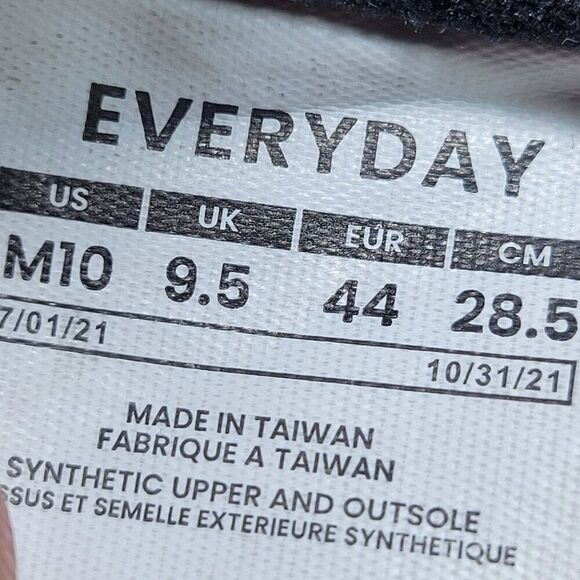 EVERYDAY
US UK EUR CM
M10 9.5 44 28.5
7/01/21
10/31/21
MADE IN TAIWAN
FABRIQUE A TAIWAN
SYNTHETIC UPPER AND OUTSOLE
SSUS ET SEMELLE EXTERIEURE SYNTHETIQUE